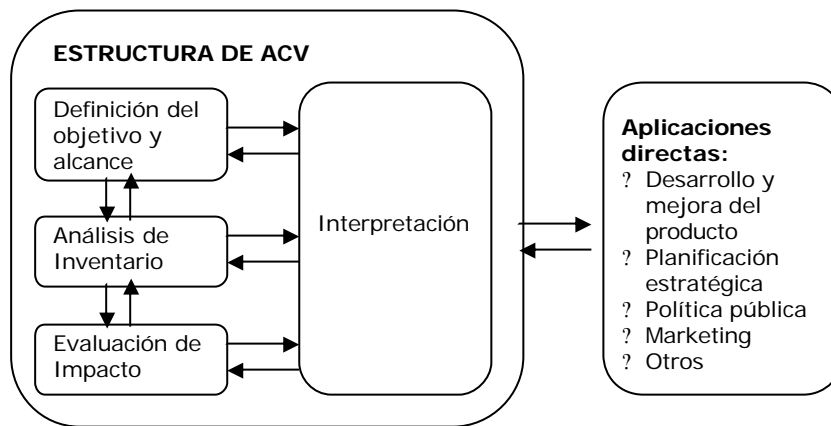 ESTRUCTURA DE ACV
Definición del
objetivo y
alcance
Análisis de
Inventario
Evaluación de
Impacto
Interpretación
Aplicaciones
directas:
? Desarrollo y
mejora del
producto
? Planificación
estratégica
? Política pública
? Marketing
? Otros